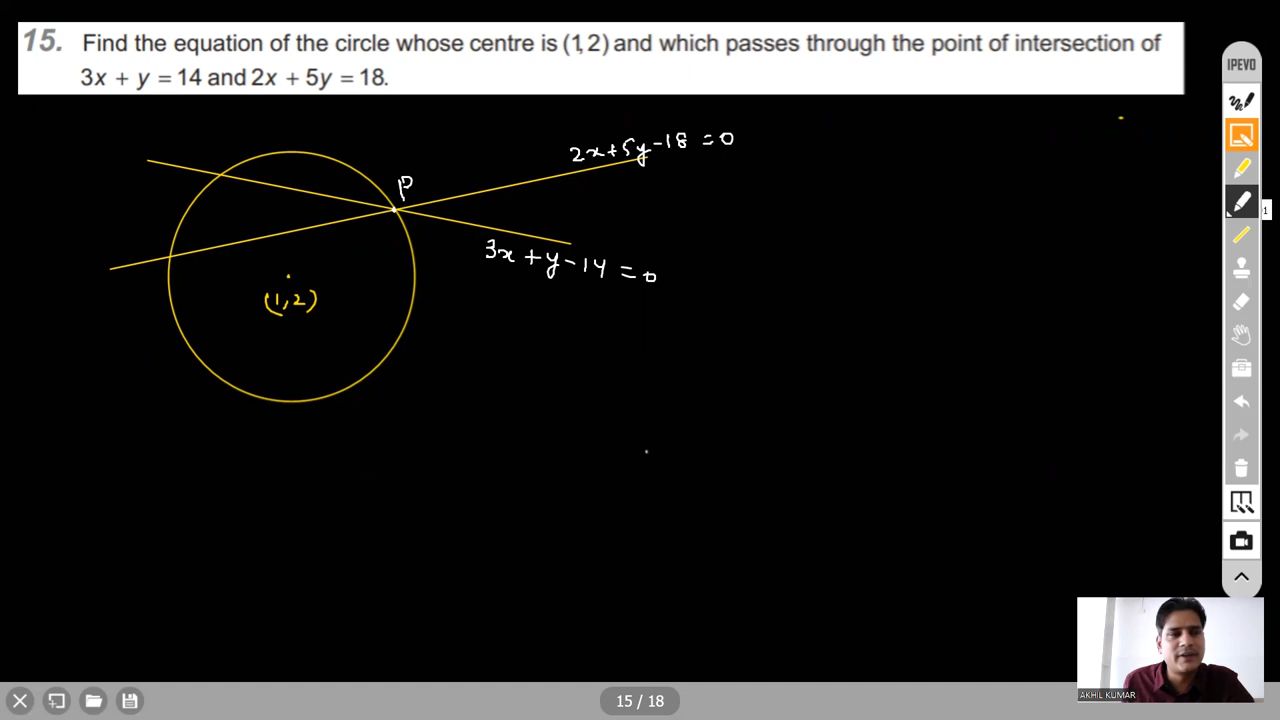 15. Find the equation of the circle whose centre is (1,2) and which passes through the point of intersection of
3x + y = 14 and 2x + 5y = 18.
2x+5y-18 = 0
P
3x + y - 14 = 0
(1,2)
IPEVO
1
AKHIL KUMAR
15 / 18